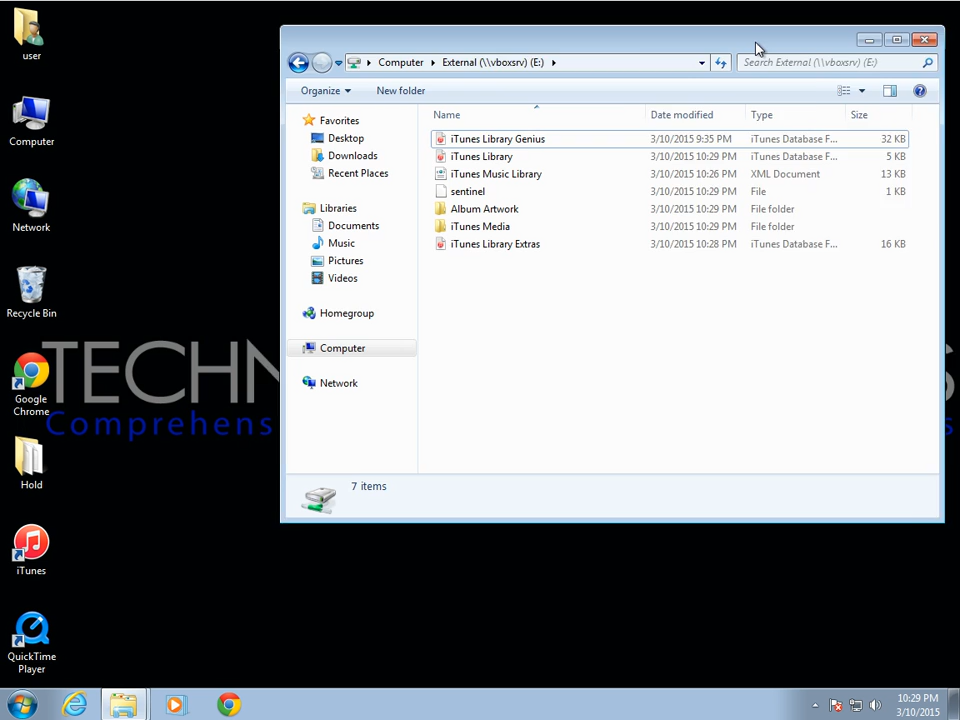 user
Computer
Network
Recycle Bin
Google
Chrome
Hold
iTunes
QuickTime
Player
TECHN
Comprehens
Computer
External (\\vboxsrv) (E:)
Search External (\\vboxsrv) (E:)
Organize
New folder
Favorites
Desktop
Downloads
Recent Places
Libraries
Documents
Music
Pictures
Videos
Homegroup
Computer
Network
Name Date modified Type Size
iTunes Library Genius 3/10/2015 9:35 PM iTunes Database F... 32 KB
iTunes Library 3/10/2015 10:29 PM iTunes Database F... 5 KB
iTunes Music Library 3/10/2015 10:26 PM XML Document 13 KB
sentinel 3/10/2015 10:29 PM File 1 KB
Album Artwork 3/10/2015 10:29 PM File folder
iTunes Media 3/10/2015 10:29 PM File folder
iTunes Library Extras 3/10/2015 10:28 PM iTunes Database F... 16 KB
7 items
10:29 PM
3/10/2015